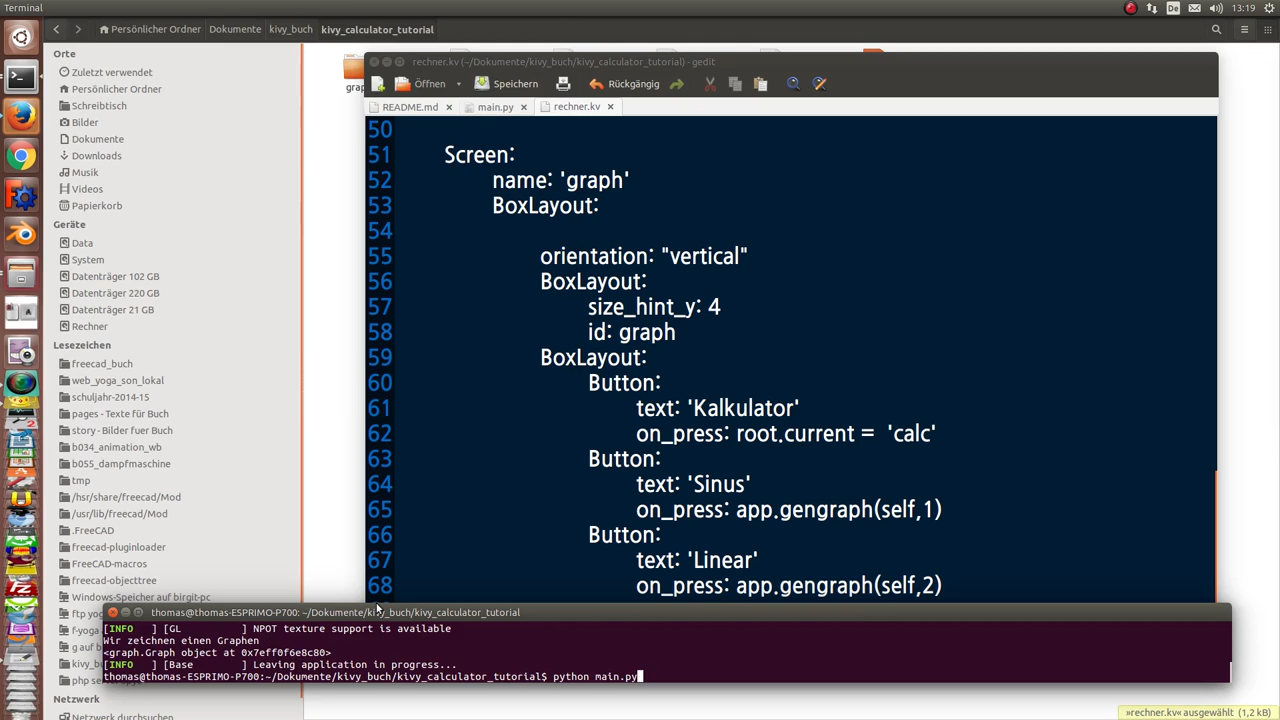 Terminal
De
13:19
Persönlicher Ordner Dokumente kivy_buch kivy_calculator_tutorial
Orte
Zuletzt verwendet
Persönlicher Ordner
Schreibtisch
Bilder
Dokumente
Downloads
Musik
Videos
Papierkorb
Geräte
Data
System
Datenträger 102 GB
Datenträger 220 GB
Datenträger 21 GB
Rechner
Lesezeichen
freecad_buch
web_yoga_son_lokal
schuljahr-2014-15
pages - Texte für Buch
story - Bilder fuer Buch
b034_animation_wb
b055_dampfmaschine
tmp
/hsr/share/freecad/Mod
/usr/lib/freecad/Mod
.FreeCAD
freecad-pluginloader
FreeCAD-macros
freecad-objecttree
Windows-Speicher auf birgit-pc
Netzwerk
Netzwerk durchsuchen
rechner.kv (~/Dokumente/kivy_buch/kivy_calculator_tutorial) - gedit
Öffnen Speichern Rückgängig
README.md main.py rechner.kv
50
51 Screen:
52 name: 'graph'
53 BoxLayout:
54
55 orientation: "vertical"
56 BoxLayout:
57 size_hint_y: 4
58 id: graph
59 BoxLayout:
60 Button:
61 text: 'Kalkulator'
62 on_press: root.current = 'calc'
63 Button:
64 text: 'Sinus'
65 on_press: app.gengraph(self,1)
66 Button:
67 text: 'Linear'
68 on_press: app.gengraph(self,2)
thomas@thomas-ESPRIMO-P700: ~/Dokumente/kivy_buch/kivy_calculator_tutorial
[INFO ] [GL ] NPOT texture support is available
Wir zeichnen einen Graphen
<graph.Graph object at 0x7eff0f6e8c80>
[INFO ] [Base ] Leaving application in progress...
thomas@thomas-ESPRIMO-P700:~/Dokumente/kivy_buch/kivy_calculator_tutorial$ python main.py
»rechner.kv« ausgewählt (1,2 kB)